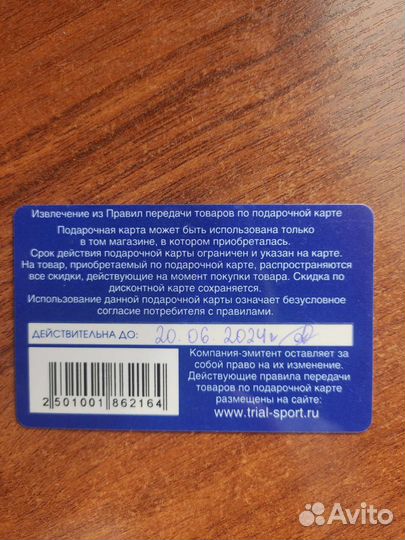 Извлечение из Правил передачи товаров по подарочной карте
Подарочная карта может быть использована только
в том магазине, в котором приобреталась.
Срок действия подарочной карты ограничен и указан на карте.
На товар, приобретаемый по подарочной карте, распространяются
все скидки, действующие на момент покупки товара. Скидка по
дисконтной карте сохраняется.
Использование данной подарочной карты означает безусловное
согласие потребителя с правилами.
ДЕЙСТВИТЕЛЬНА ДО: 20.06.2024г
Компания-эмитент оставляет за
собой право на их изменение.
Действующие правила передачи
товаров по подарочной карте
размещены на сайте:
www.trial-sport.ru
2 501001 862164
Avito